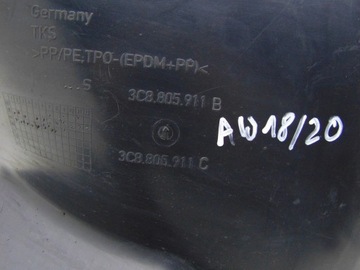 Germany
TKS
>PP/PE,TPO-(EPDM+PP)<
...S
3C8.805.911 B
3C8.805.911 C
AW18/20